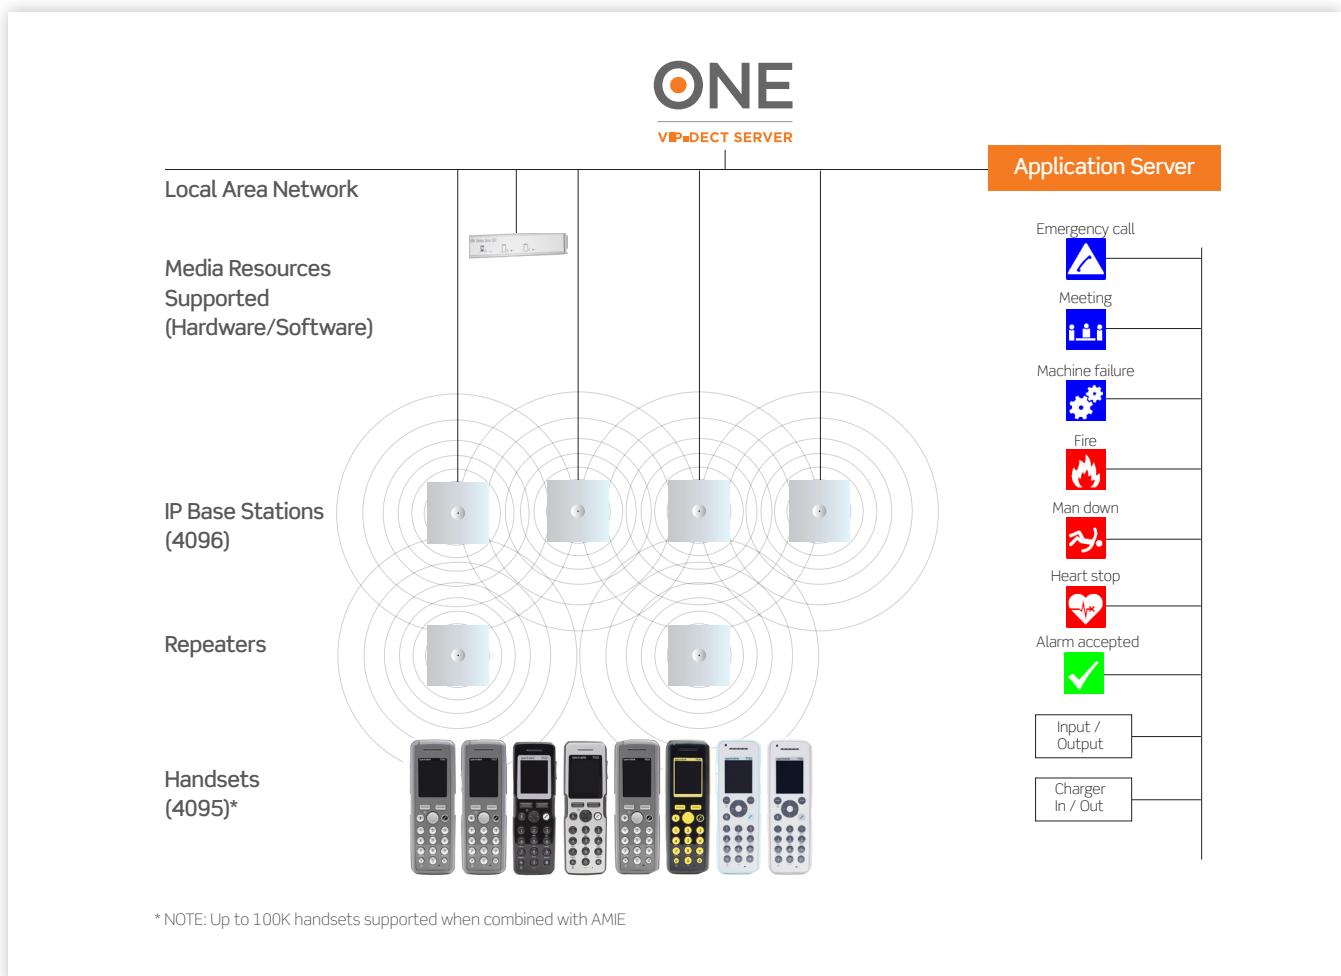 ONE
VIP-DECT SERVER
Application Server
Local Area Network
Media Resources
Supported
(Hardware/Software)
IP Base Stations
(4096)
Repeaters
Handsets
(4095)*
Emergency call
Meeting
Machine failure
Fire
Man down
Heart stop
Alarm accepted
Input /
Output
Charger
In / Out
* NOTE: Up to 100K handsets supported when combined with AMIE